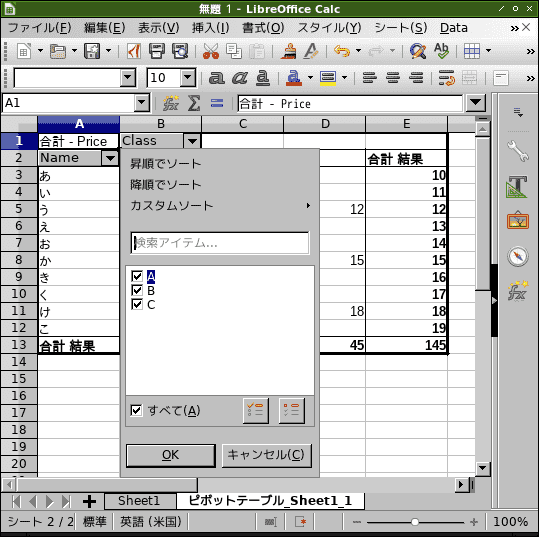 無題 1 - LibreOffice Calc
ファイル(F) 編集(E) 表示(V) 挿入(I) 書式(O) スタイル(Y) シート(S) Data
10
A1 合計 - Price
A B C D E
1 合計 - Price Class
2 Name 合計 結果
3 あ 10
4 い 11
5 う 12 12
6 え 13
7 お 14
8 か 15 15
9 き 16
10 く 17
11 け 18 18
12 こ 19
13 合計 結果 45 145
14
15
16
17
18
19
20
昇順でソート
降順でソート
カスタムソート
検索アイテム...
A
B
C
すべて(A)
OK キャンセル(C)
Sheet1 ピボットテーブル_Sheet1_1
シート 2 / 2 標準 英語 (米国) 100%